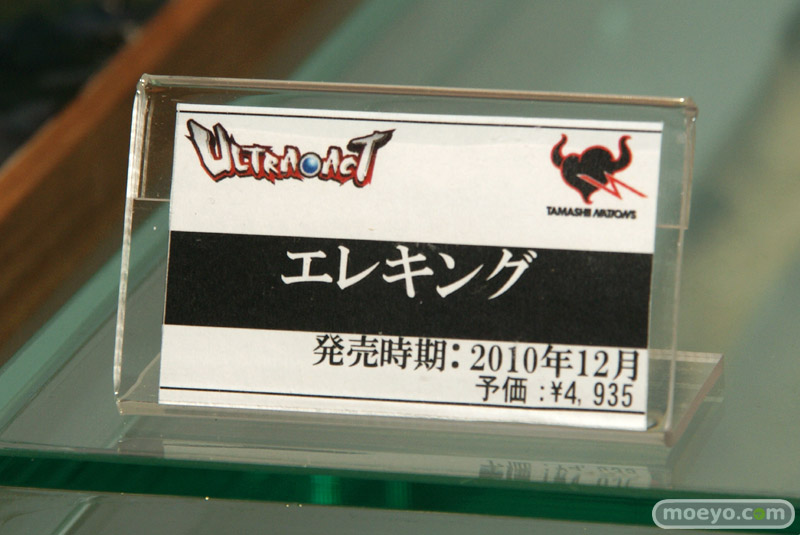 ULTRA-ACT
TAMASHII NATIONS
エレキング
発売時期：2010年12月
予価：¥4,935
moeyo.com